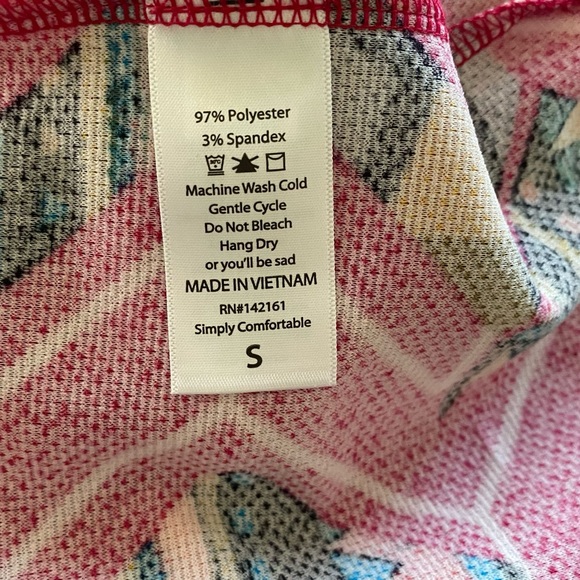 97% Polyester
3% Spandex
Machine Wash Cold
Gentle Cycle
Do Not Bleach
Hang Dry
or you'll be sad
MADE IN VIETNAM
RN#142161
Simply Comfortable
S